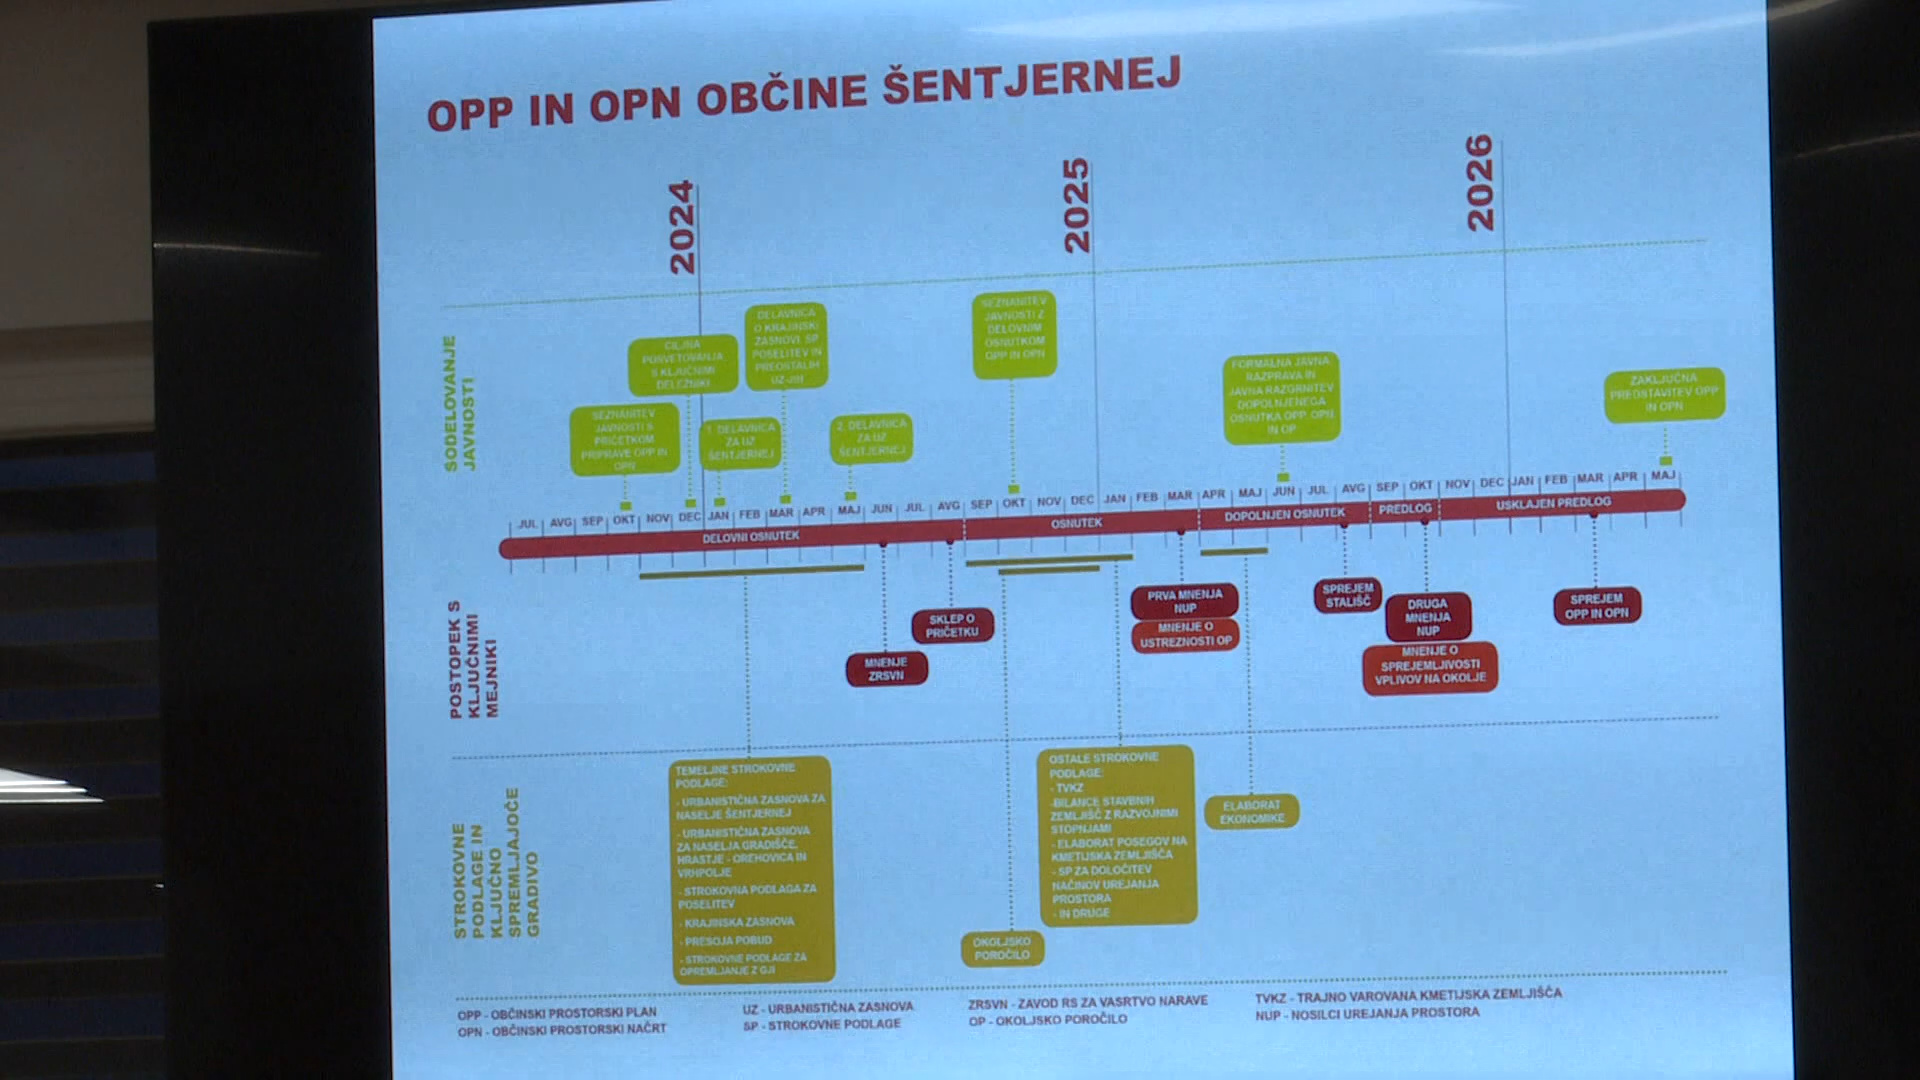 OPP IN OPN OBČINE ŠENTJERNEJ
2024
2025
2026
SODELOVANJE
JAVNOSTI
SEZNANITEV
JAVNOSTI S
PRIČETKOM
PRIPRAVE OPP IN
OPN
CILJNA
POSVETOVANJA
S KLJUČNIMI
DELEŽNIKI
1. DELAVNICA
ZA UZ
ŠENTJERNEJ
DELAVNICA
O KRAJINSKI
ZASNOVI, SP
POSELITEV IN
PREOSTALIH
UZ-JIH
2. DELAVNICA
ZA UZ
ŠENTJERNEJ
SEZNANITEV
JAVNOSTI Z
DELOVNIM
OSNUTKOM
OPP IN OPN
FORMALNA JAVNA
RAZPRAVA IN
JAVNA RAZGRNITEV
DOPOLNJENEGA
OSNUTKA OPP, OPN
IN OP
ZAKLJUČNA
PREDSTAVITEV OPP
IN OPN
JUL AVG SEP OKT NOV DEC JAN FEB MAR APR MAJ JUN JUL AVG SEP OKT NOV DEC JAN FEB MAR APR MAJ JUN JUL AVG SEP OKT NOV DEC JAN FEB MAR APR MAJ
DELOVNI OSNUTEK
OSNUTEK
DOPOLNJEN OSNUTEK
PREDLOG
USKLAJEN PREDLOG
POSTOPEK S
KLJUČNIMI
MEJNIKI
MNENJE
ZRSVN
SKLEP O
PRIČETKU
PRVA MNENJA
NUP
MNENJE O
USTREZNOSTI OP
SPREJEM
STALIŠČ
DRUGA
MNENJA
NUP
MNENJE O
SPREJEMLJIVOSTI
VPLIVOV NA OKOLJE
SPREJEM
OPP IN OPN
STROKOVNE
PODLAGE IN
KLJUČNO
SPREMLJAJOČE
GRADIVO
TEMELJNE STROKOVNE
PODLAGE:
- URBANISTIČNA ZASNOVA ZA
NASELJE ŠENTJERNEJ
- URBANISTIČNA ZASNOVA
ZA NASELJA GRADIŠČE,
HRASTJE - OREHOVICA IN
VRHPOLJE
- STROKOVNA PODLAGA ZA
POSELITEV
- KRAJINSKA ZASNOVA
- PRESOJA POBUD
- STROKOVNE PODLAGE ZA
OPREMLJANJE Z GJI
OKOLJSKO
POROČILO
OSTALE STROKOVNE
PODLAGE:
- TVKZ
-BILANCE STAVBNIH
ZEMLJIŠČ Z RAZVOJNIMI
STOPNJAMI
- ELABORAT POSEGOV NA
KMETIJSKA ZEMLJIŠČA
- SP ZA DOLOČITEV
NAČINOV UREJANJA
PROSTORA
- IN DRUGE
ELABORAT
EKONOMIKE
OPP - OBČINSKI PROSTORSKI PLAN
OPN - OBČINSKI PROSTORSKI NAČRT
UZ - URBANISTIČNA ZASNOVA
SP - STROKOVNE PODLAGE
ZRSVN - ZAVOD RS ZA VASRTVO NARAVE
OP - OKOLJSKO POROČILO
TVKZ - TRAJNO VAROVANA KMETIJSKA ZEMLJIŠČA
NUP - NOSILCI UREJANJA PROSTORA